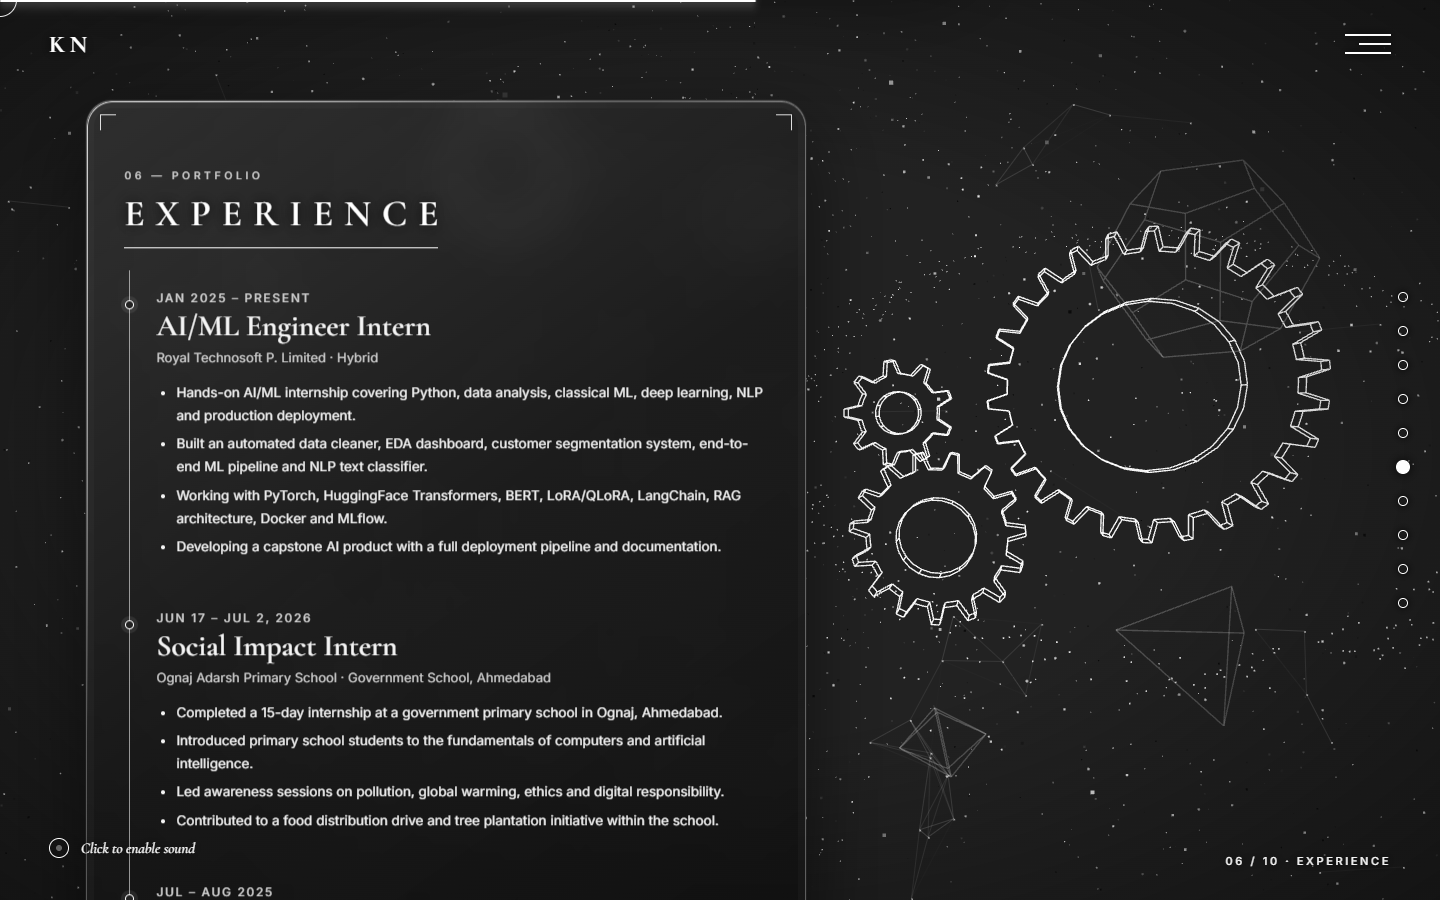 KN
06 — PORTFOLIO
EXPERIENCE
JAN 2025 – PRESENT
AI/ML Engineer Intern
Royal Technosoft P. Limited · Hybrid
• Hands-on AI/ML internship covering Python, data analysis, classical ML, deep learning, NLP
and production deployment.
• Built an automated data cleaner, EDA dashboard, customer segmentation system, end-to-
end ML pipeline and NLP text classifier.
• Working with PyTorch, HuggingFace Transformers, BERT, LoRA/QLoRA, LangChain, RAG
architecture, Docker and MLflow.
• Developing a capstone AI product with a full deployment pipeline and documentation.
JUN 17 – JUL 2, 2026
Social Impact Intern
Ognaj Adarsh Primary School · Government School, Ahmedabad
• Completed a 15-day internship at a government primary school in Ognaj, Ahmedabad.
• Introduced primary school students to the fundamentals of computers and artificial
intelligence.
• Led awareness sessions on pollution, global warming, ethics and digital responsibility.
• Contributed to a food distribution drive and tree plantation initiative within the school.
Click to enable sound
06 / 10 · EXPERIENCE
JUL – AUG 2025